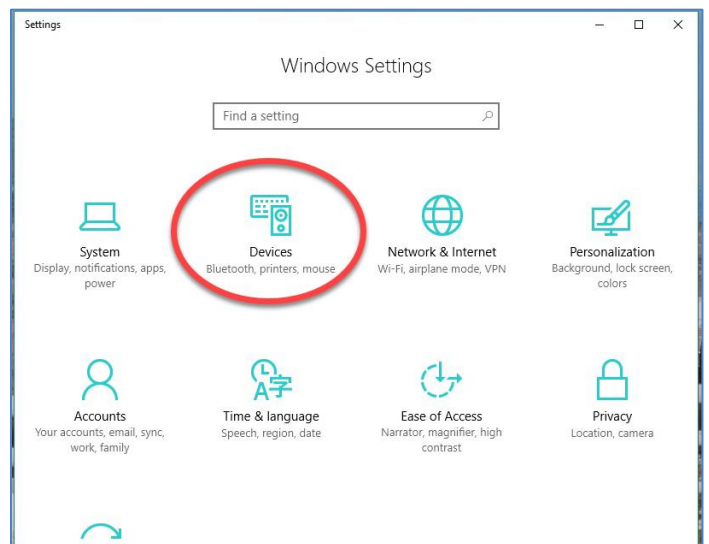 Settings
Windows Settings
Find a setting
System
Display, notifications, apps,
power
Devices
Bluetooth, printers, mouse
Network & Internet
Wi-Fi, airplane mode, VPN
Personalization
Background, lock screen,
colors
Accounts
Your accounts, email, sync,
work, family
Time & language
Speech, region, date
Ease of Access
Narrator, magnifier, high
contrast
Privacy
Location, camera